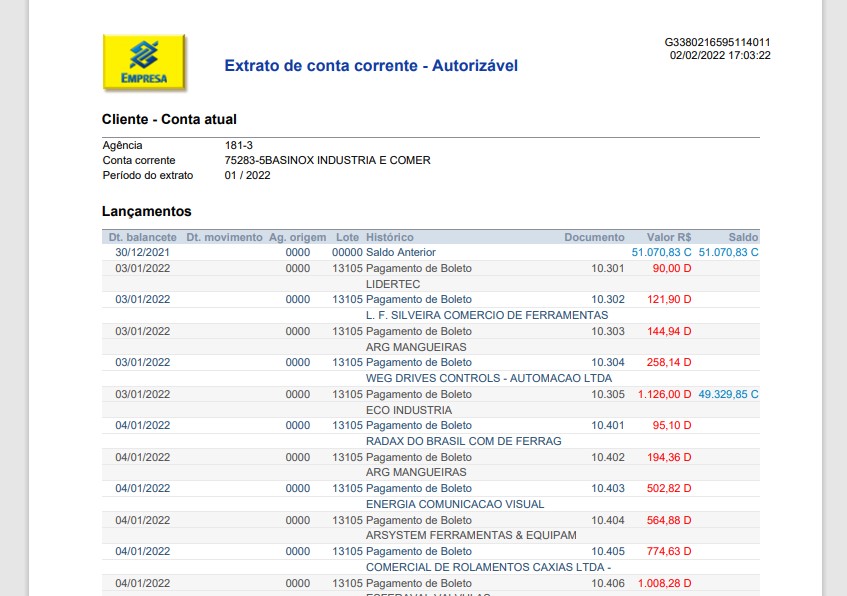 EMPRESA
Extrato de conta corrente - Autorizável
G3380216595114011
02/02/2022 17:03:22
Cliente - Conta atual
Agência 181-3
Conta corrente 75283-5BASINOX INDUSTRIA E COMER
Período do extrato 01 / 2022
Lançamentos
Dt. balancete Dt. movimento Ag. origem Lote Histórico Documento Valor R$ Saldo
30/12/2021 0000 00000 Saldo Anterior 51.070,83 C 51.070,83 C
03/01/2022 0000 13105 Pagamento de Boleto 10.301 90,00 D
LIDERTEC
03/01/2022 0000 13105 Pagamento de Boleto 10.302 121,90 D
L. F. SILVEIRA COMERCIO DE FERRAMENTAS
03/01/2022 0000 13105 Pagamento de Boleto 10.303 144,94 D
ARG MANGUEIRAS
03/01/2022 0000 13105 Pagamento de Boleto 10.304 258,14 D
WEG DRIVES CONTROLS - AUTOMACAO LTDA
03/01/2022 0000 13105 Pagamento de Boleto 10.305 1.126,00 D 49.329,85 C
ECO INDUSTRIA
04/01/2022 0000 13105 Pagamento de Boleto 10.401 95,10 D
RADAX DO BRASIL COM DE FERRAG
04/01/2022 0000 13105 Pagamento de Boleto 10.402 194,36 D
ARG MANGUEIRAS
04/01/2022 0000 13105 Pagamento de Boleto 10.403 502,82 D
ENERGIA COMUNICACAO VISUAL
04/01/2022 0000 13105 Pagamento de Boleto 10.404 564,88 D
ARSYSTEM FERRAMENTAS & EQUIPAM
04/01/2022 0000 13105 Pagamento de Boleto 10.405 774,63 D
COMERCIAL DE ROLAMENTOS CAXIAS LTDA -
04/01/2022 0000 13105 Pagamento de Boleto 10.406 1.008,28 D